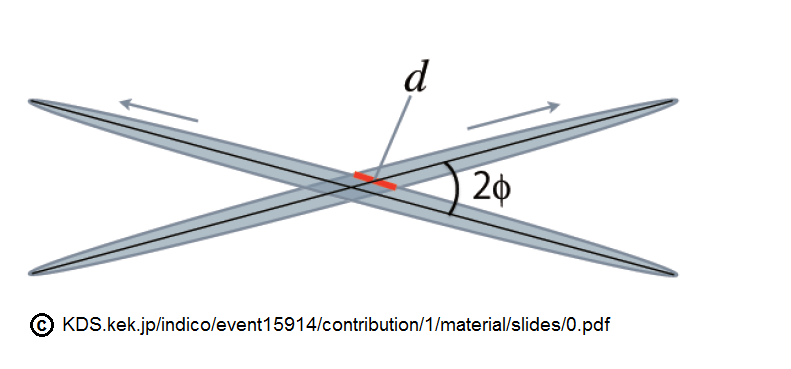 d
2ϕ
© KDS.kek.jp/indico/event15914/contribution/1/material/slides/0.pdf